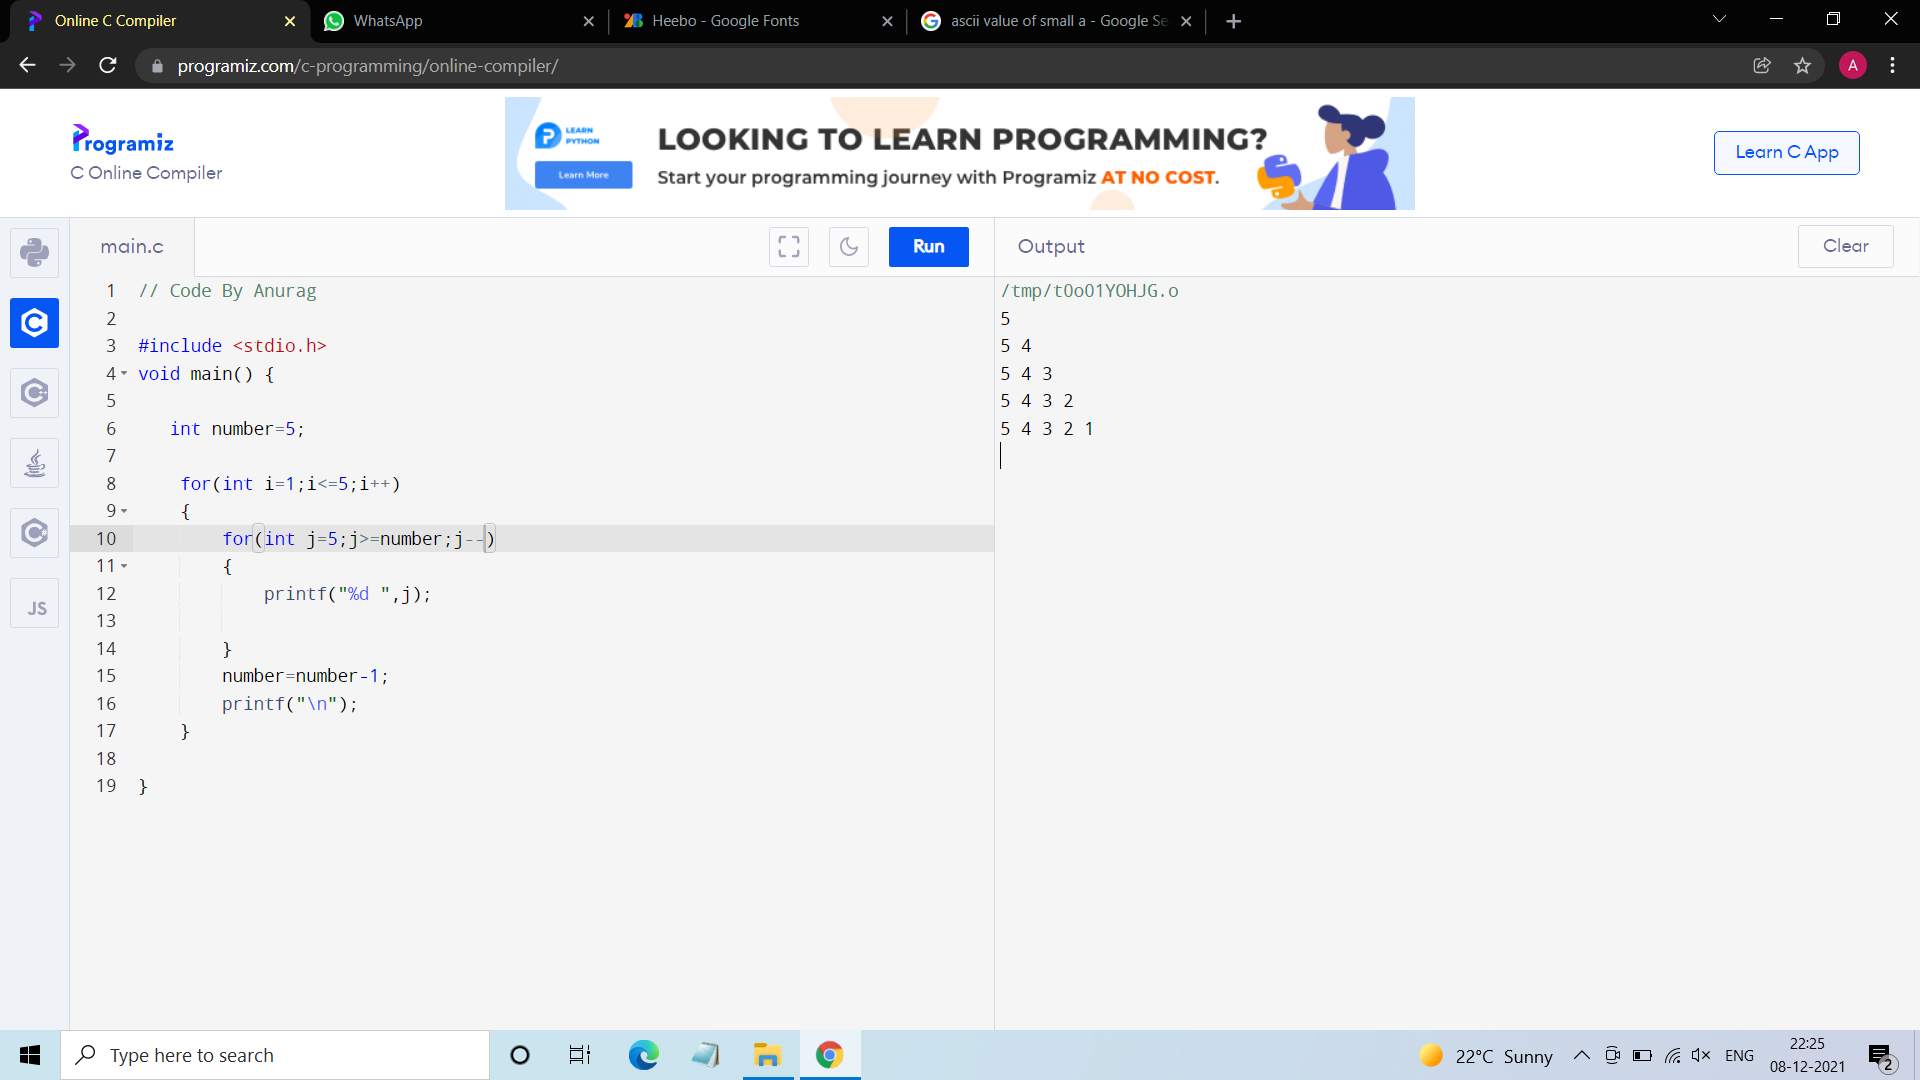 Online C Compiler
WhatsApp
Heebo - Google Fonts
ascii value of small a - Google Se
programiz.com/c-programming/online-compiler/
A
Programiz
C Online Compiler
LEARN
PYTHON
Learn More
LOOKING TO LEARN PROGRAMMING?
Start your programming journey with Programiz AT NO COST.
Learn C App
main.c
Run
Output
Clear
JS
1 // Code By Anurag
2
3 #include <stdio.h>
4 void main() {
5
6 int number=5;
7
8 for(int i=1;i<=5;i++)
9 {
10 for(int j=5;j>=number;j--)
11 {
12 printf("%d ",j);
13
14 }
15 number=number-1;
16 printf("\n");
17 }
18
19 }
/tmp/tOo01YOHJG.o
5
5 4
5 4 3
5 4 3 2
5 4 3 2 1
Type here to search
22°C Sunny
ENG
22:25
08-12-2021
2